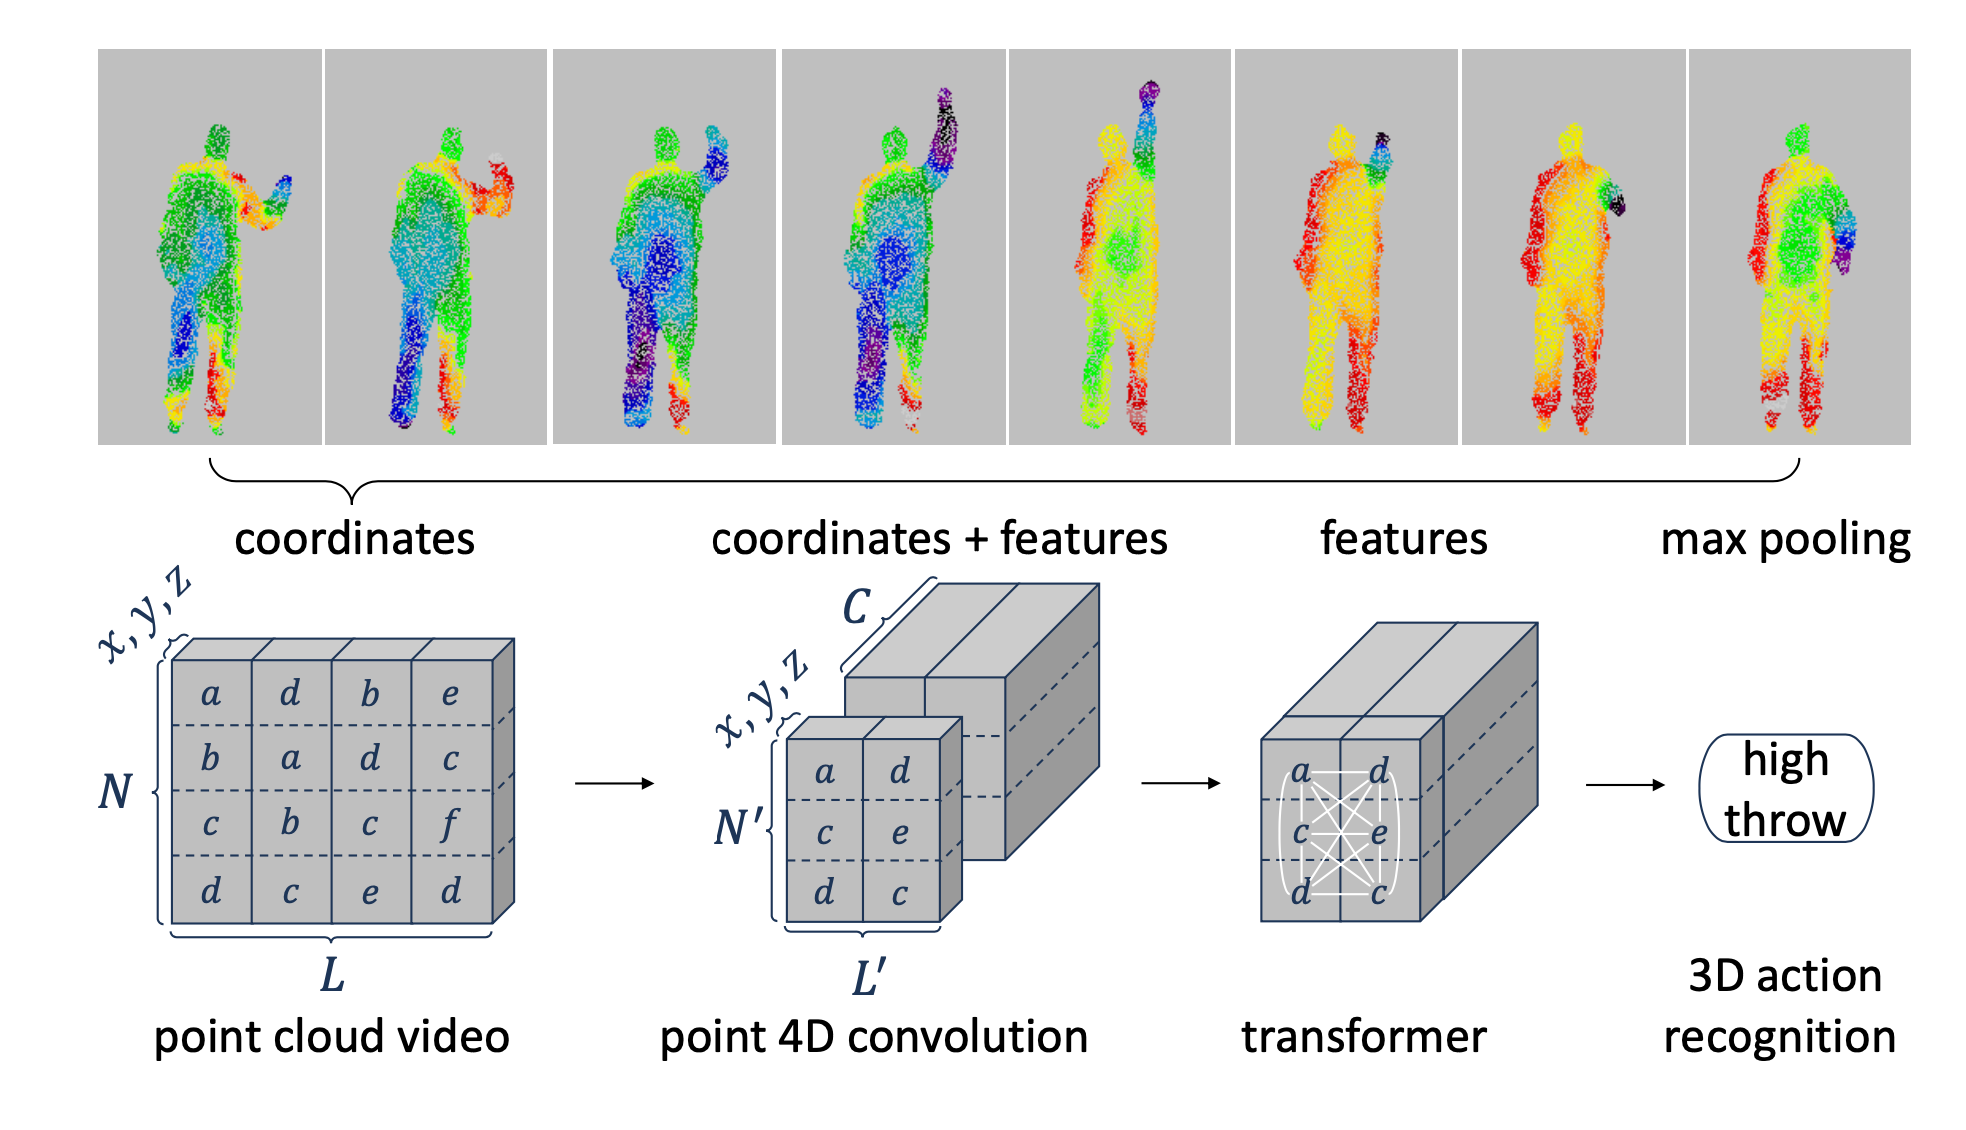 coordinates
coordinates + features
features
max pooling
x, y, z
C
x, y, z
a d b e
b a d c
c b c f
d c e d
N
L
a d
c e
d c
N′
L′
a d
c e
d c
high
throw
point cloud video
point 4D convolution
transformer
3D action
recognition